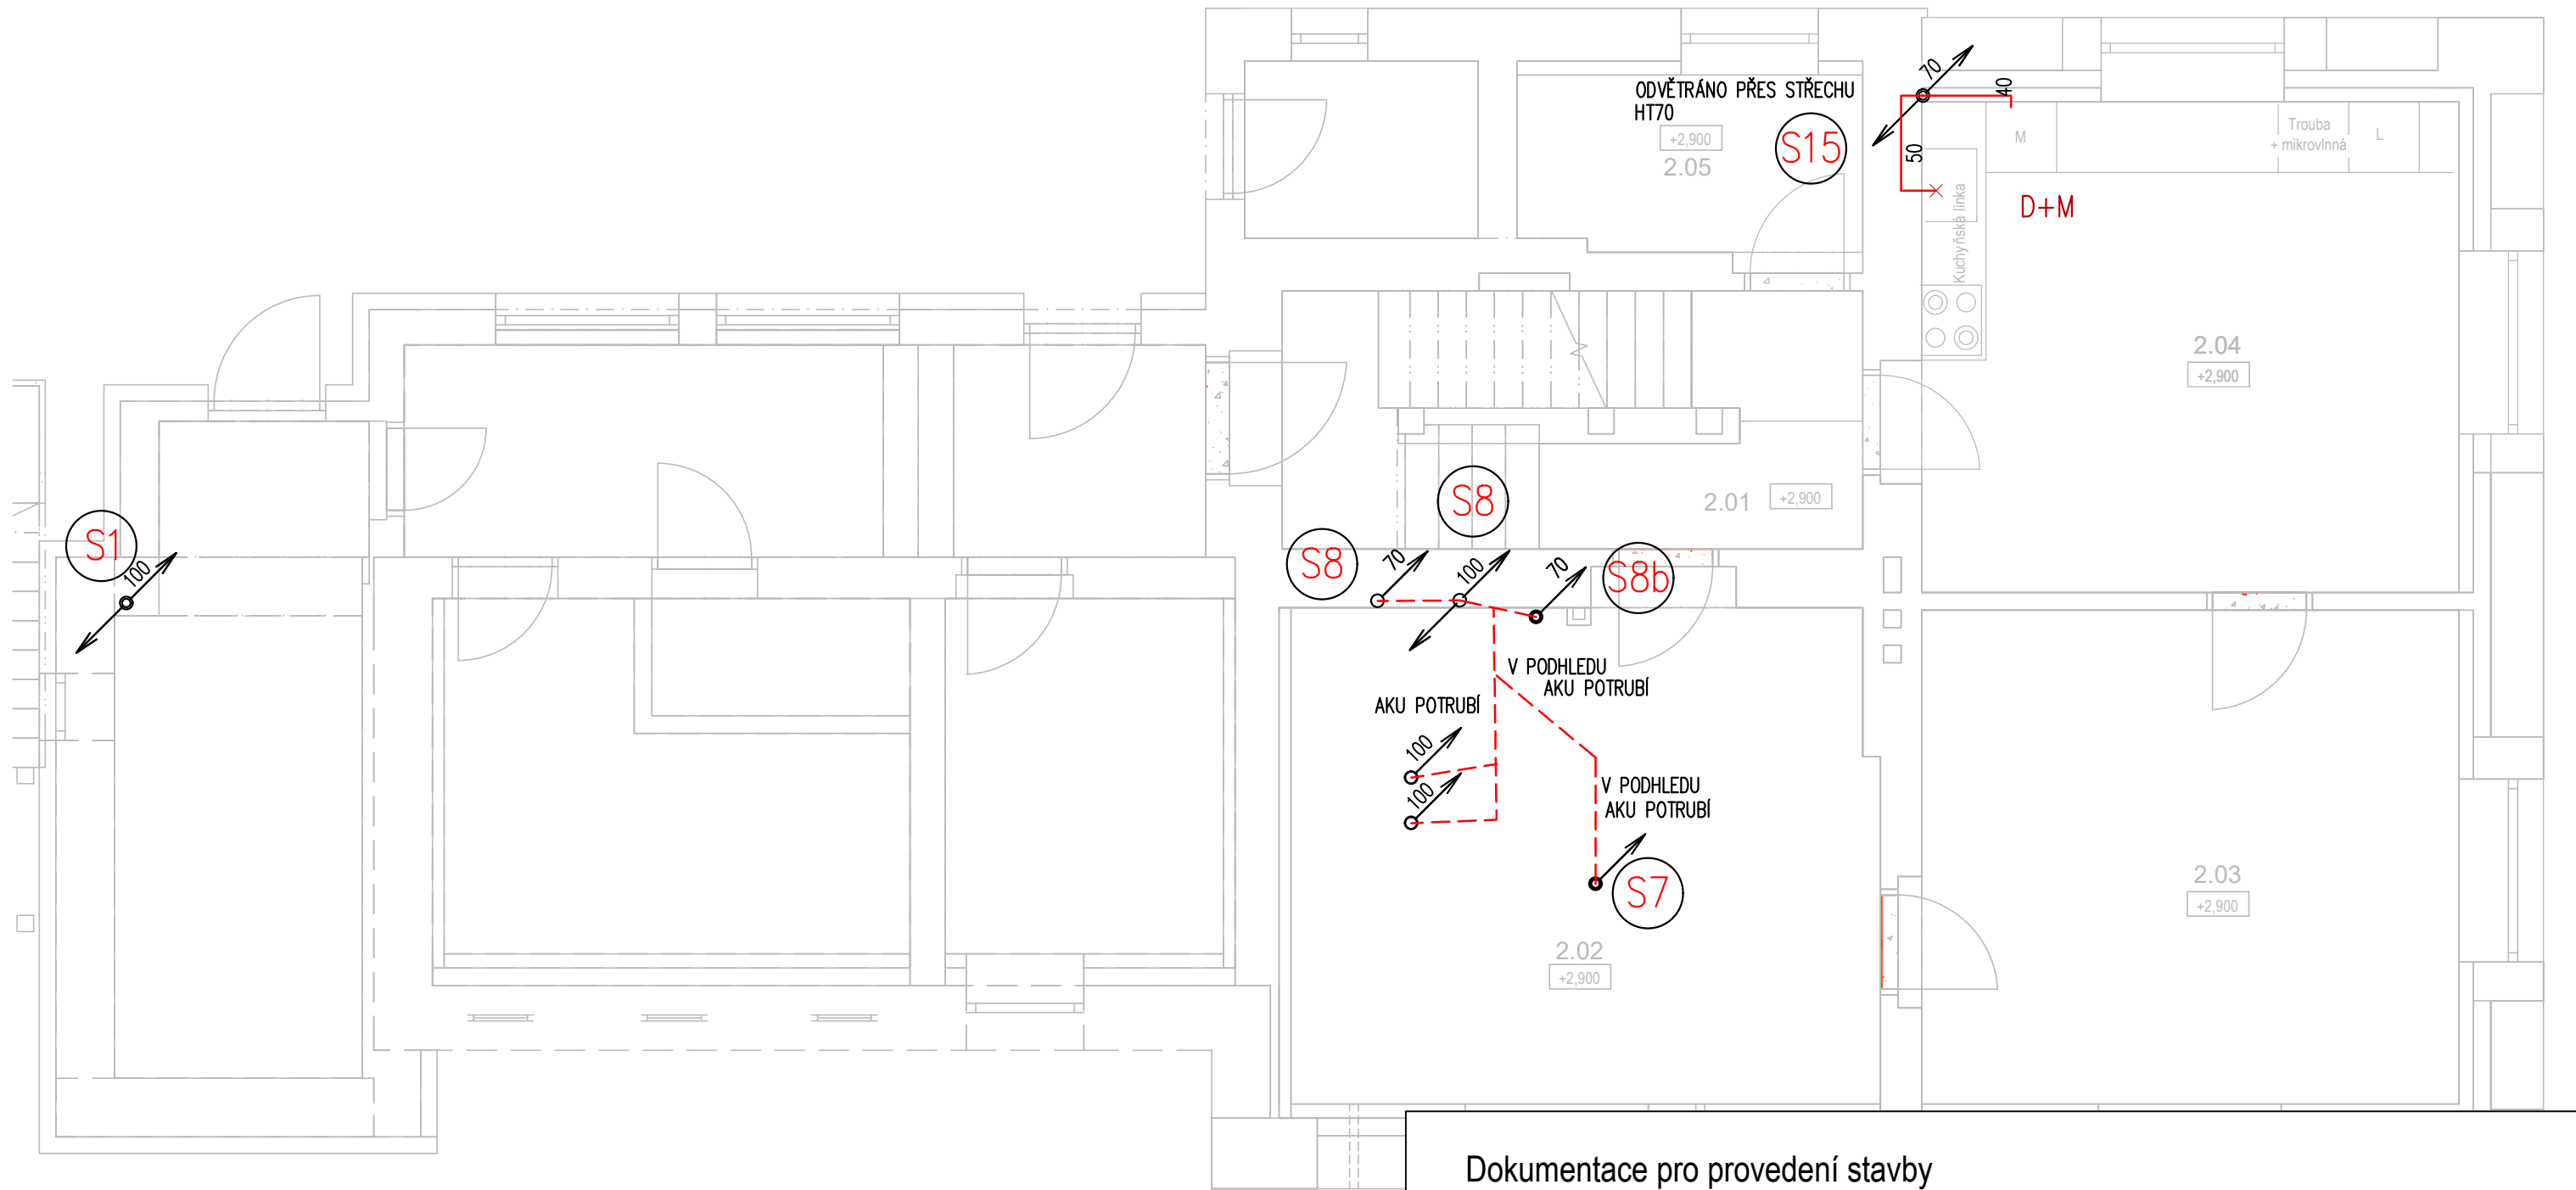 ODVĚTRÁNO PŘES STŘECHU
HT70
+2,900
2.05
S15
70
40
50
M
Trouba
+ mikrovlnná
L
Kuchyňská linka
D+M
2.04
+2,900
S1
100
S8
S8
2.01
+2,900
70
100
70
S8b
V PODHLEDU
AKU POTRUBÍ
AKU POTRUBÍ
100
100
V PODHLEDU
AKU POTRUBÍ
S7
2.02
+2,900
2.03
+2,900
Dokumentace pro provedení stavby